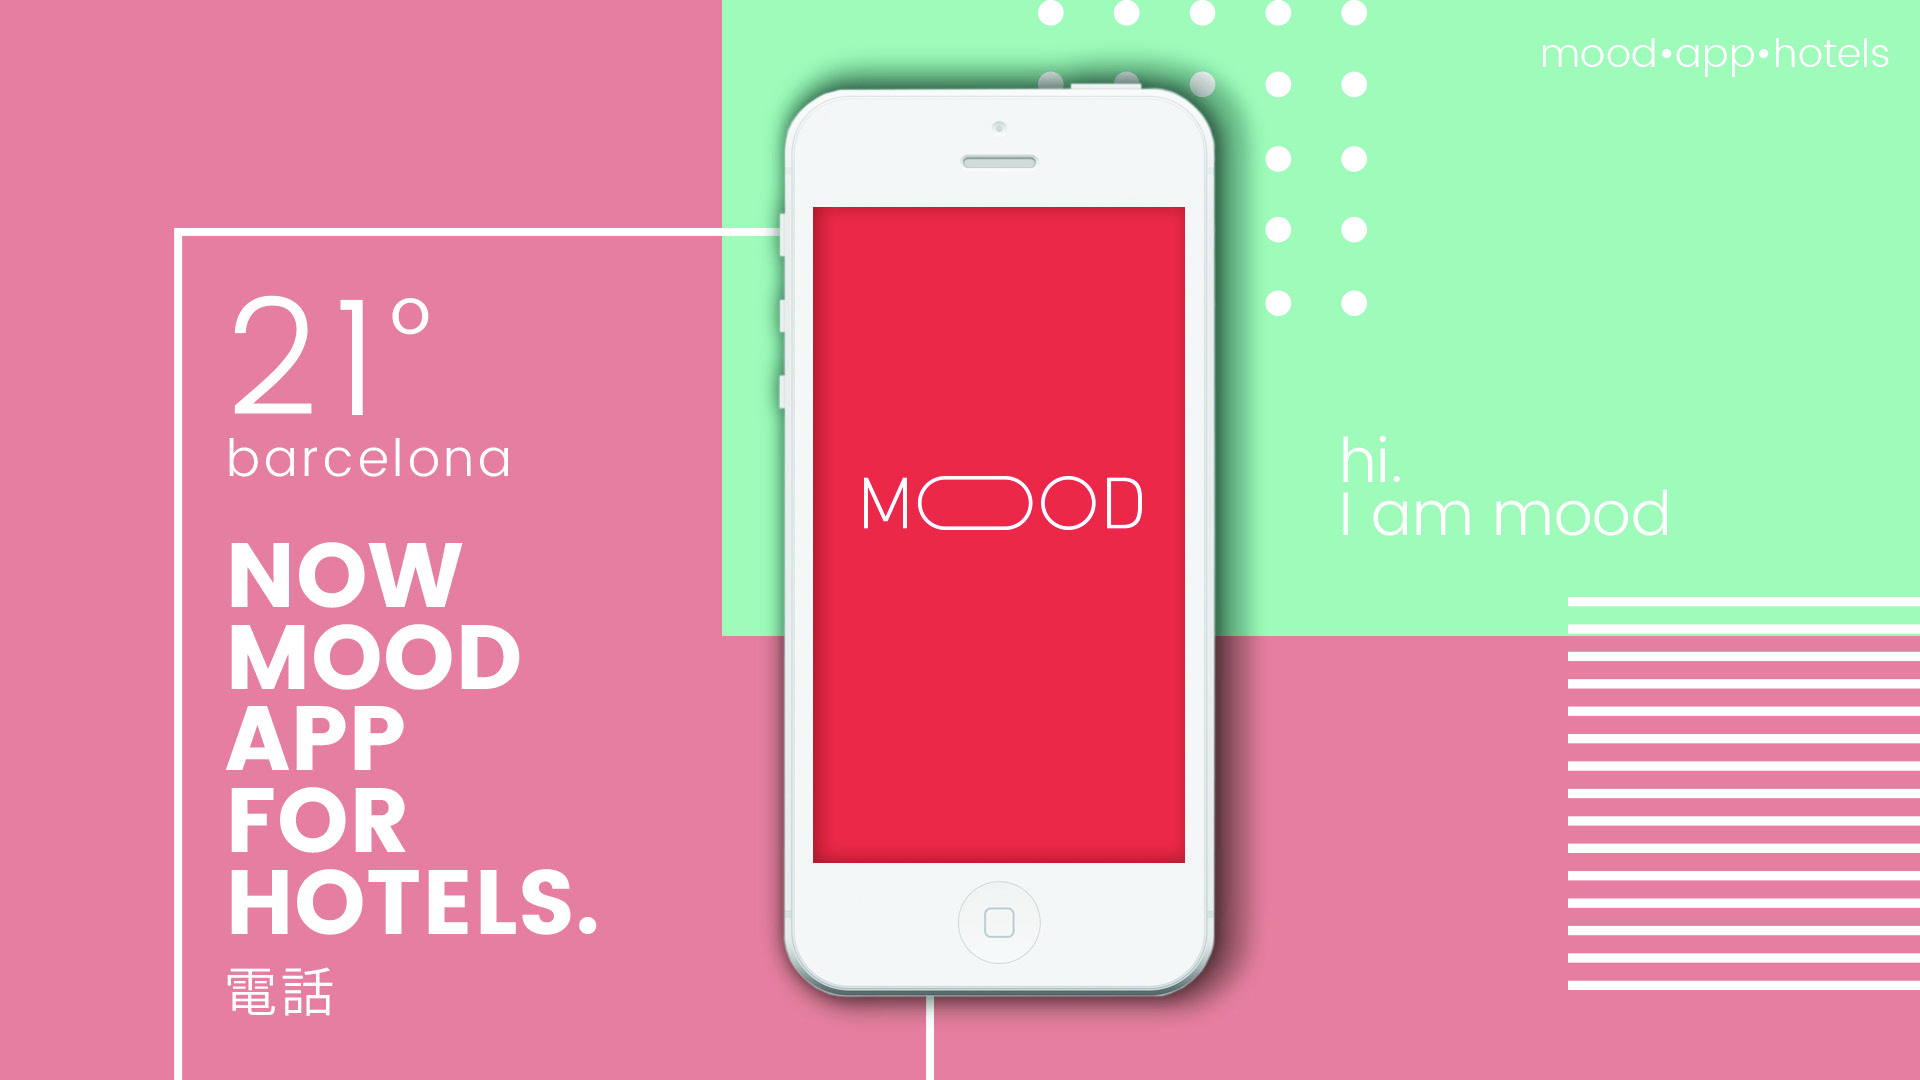 mood•app•hotels
21°
barcelona
NOW
MOOD
APP
FOR
HOTELS.
電話
MOOD
hi.
I am mood